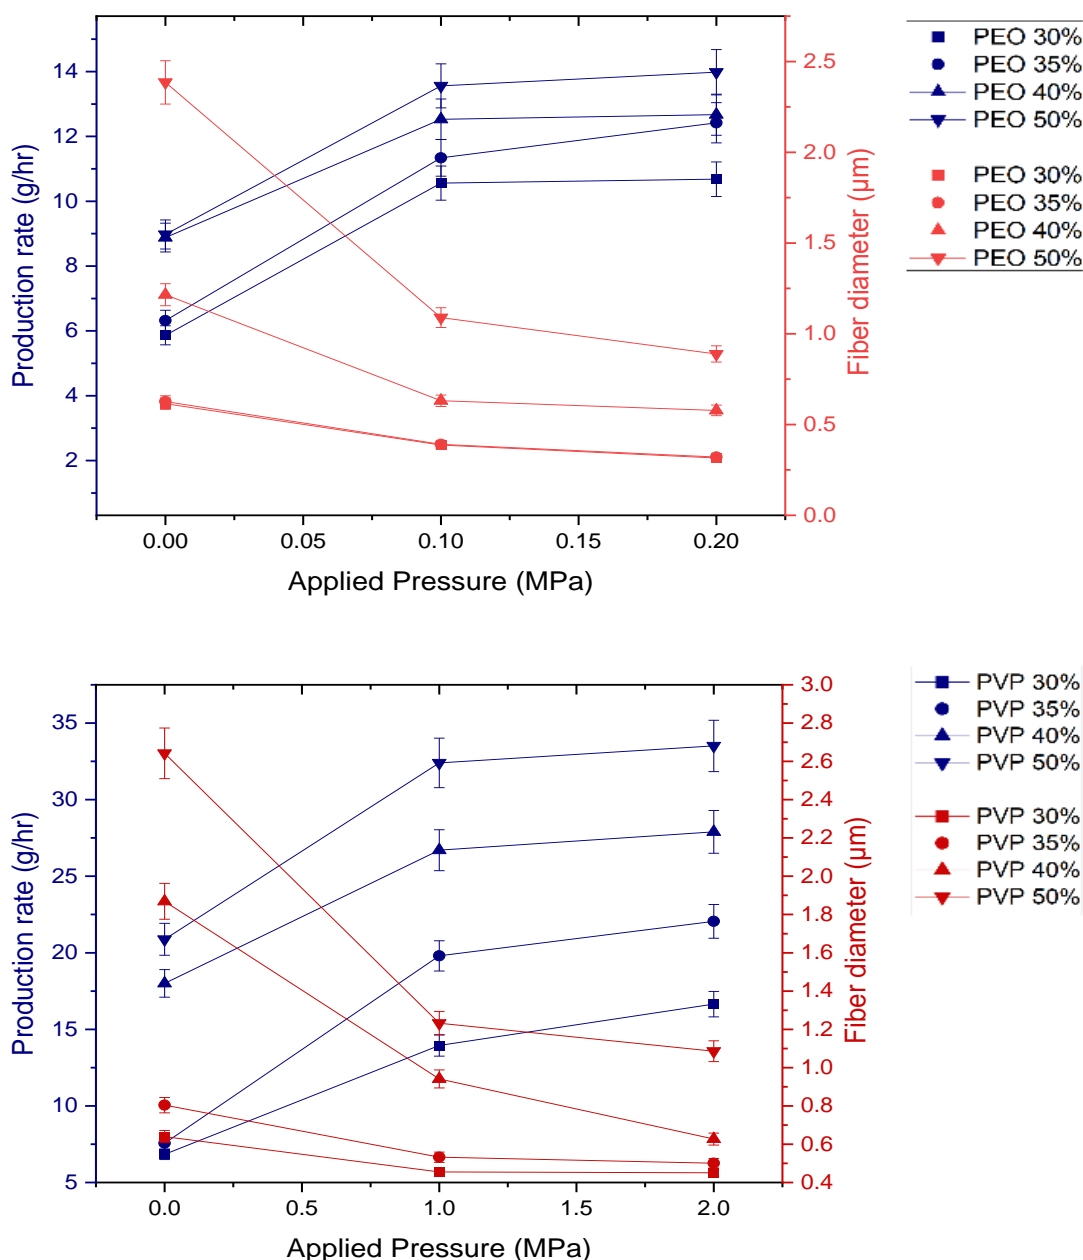 14
12
10
8
6
4
2
Production rate (g/hr)
2.5
2.0
1.5
1.0
0.5
0.0
Fiber diameter (µm)
0.00
0.05
0.10
0.15
0.20
Applied Pressure (MPa)
PEO 30%
PEO 35%
PEO 40%
PEO 50%
PEO 30%
PEO 35%
PEO 40%
PEO 50%
35
30
25
20
15
10
5
Production rate (g/hr)
3.0
2.8
2.6
2.4
2.2
2.0
1.8
1.6
1.4
1.2
1.0
0.8
0.6
0.4
Fiber diameter (µm)
0.0
0.5
1.0
1.5
2.0
Applied Pressure (MPa)
PVP 30%
PVP 35%
PVP 40%
PVP 50%
PVP 30%
PVP 35%
PVP 40%
PVP 50%